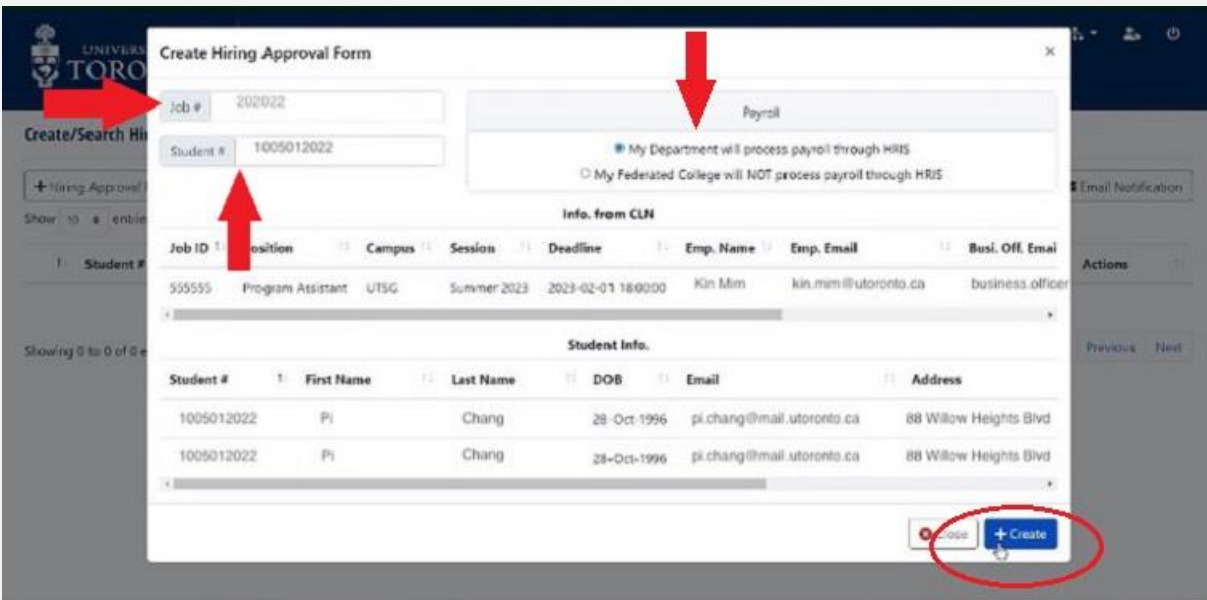 UNIVERS
TORO
Create Hiring Approval Form
×
Job # 202022
Student # 1005012022
Payroll
My Department will process payroll through HRIS
My Federated College will NOT process payroll through HRIS
Create/Search Hi
+ Hiring Approval
Email Notification
Show 10 entrie
Info. from CLN
Job ID osition Campus Session Deadline Emp. Name Emp. Email Busi. Off. Emai
Student # Actions
555555 Program Assistant UTSG Summer 2023 2023-02-01 18:00:00 Kin Mim kin.mim@utoronto.ca business.officer
Showing 0 to 0 of 0 e
Previous Next
Student Info.
Student # First Name Last Name DOB Email Address
1005012022 Pi Chang 28-Oct-1996 pi.chang@mail.utoronto.ca 88 Willow Heights Blvd
1005012022 Pi Chang 28-Oct-1996 pi.chang@mail.utoronto.ca 88 Willow Heights Blvd
Close
+ Create